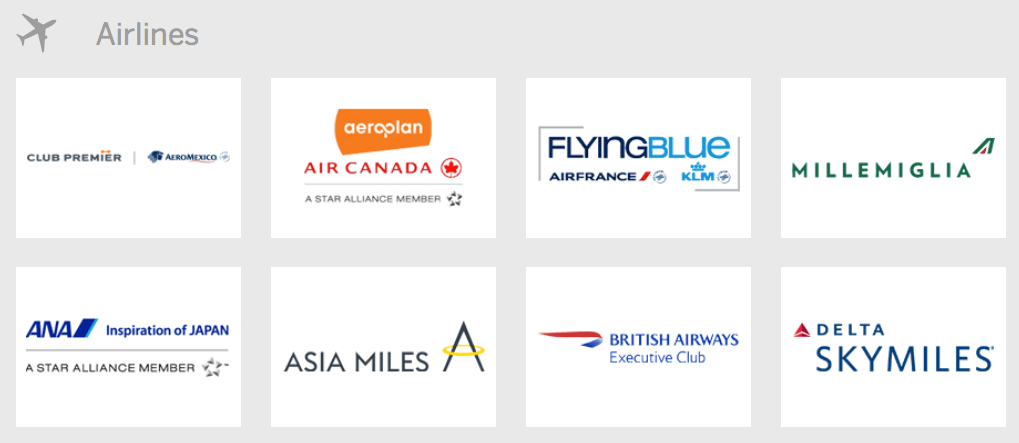 Airlines
CLUB PREMIER | AEROMEXICO
aeroplan
AIR CANADA
A STAR ALLIANCE MEMBER
FLYINGBLUE
AIRFRANCE KLM
MILLEMIGLIA
ANA Inspiration of JAPAN
A STAR ALLIANCE MEMBER
ASIA MILES
BRITISH AIRWAYS
Executive Club
DELTA
SKYMILES